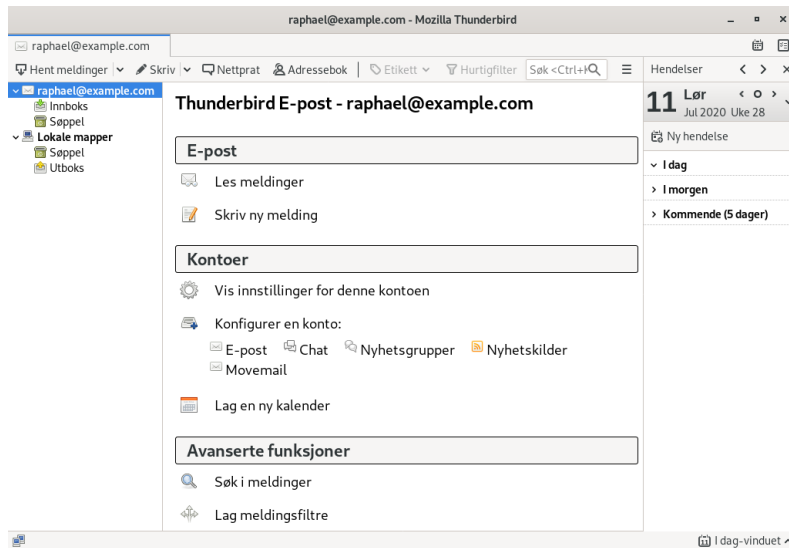 raphael@example.com - Mozilla Thunderbird
raphael@example.com
Hent meldinger
Skriv
Nettprat
Adressebok
Etikett
Hurtigfilter
Søk <Ctrl+K
raphael@example.com
Innboks
Søppel
Lokale mapper
Søppel
Utboks
Thunderbird E-post - raphael@example.com
E-post
Les meldinger
Skriv ny melding
Kontoer
Vis innstillinger for denne kontoen
Konfigurer en konto:
E-post Chat Nyhetsgrupper Nyhetskilder
Movemail
Lag en ny kalender
Avanserte funksjoner
Søk i meldinger
Lag meldingsfiltre
Hendelser
11 Lør
Jul 2020 Uke 28
Ny hendelse
I dag
I morgen
Kommende (5 dager)
11 I dag-vinduet